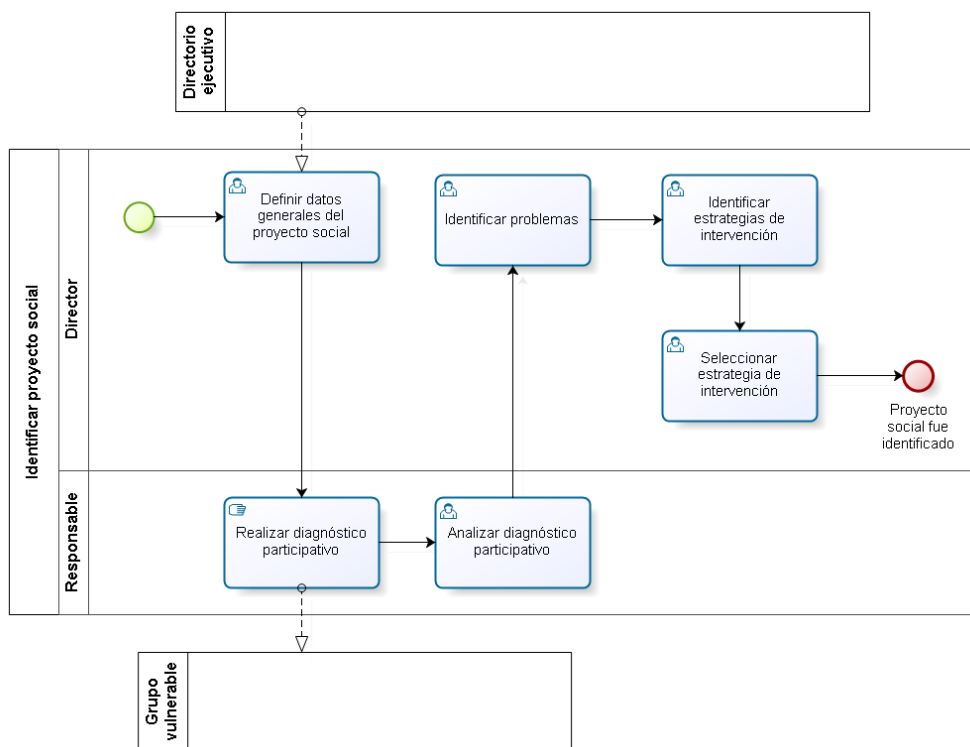 Directorio
ejecutivo
Identificar proyecto social
Director
Definir datos
generales del
proyecto social
Identificar problemas
Identificar
estrategias de
intervención
Seleccionar
estrategia de
intervención
Proyecto
social fue
identificado
Responsable
Realizar diagnóstico
participativo
Analizar diagnóstico
participativo
Grupo
vulnerable